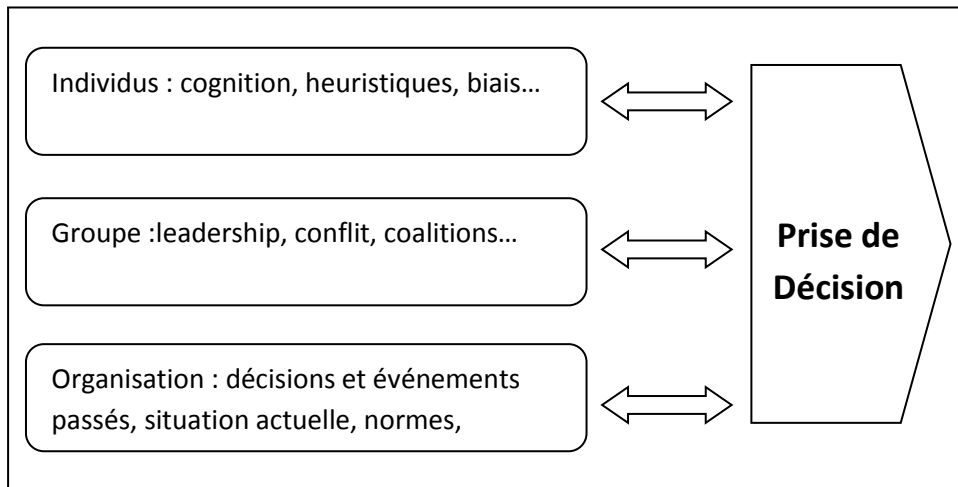 Individus : cognition, heuristiques, biais…
Groupe :leadership, conflit, coalitions…
Organisation : décisions et événements
passés, situation actuelle, normes,
Prise de
Décision